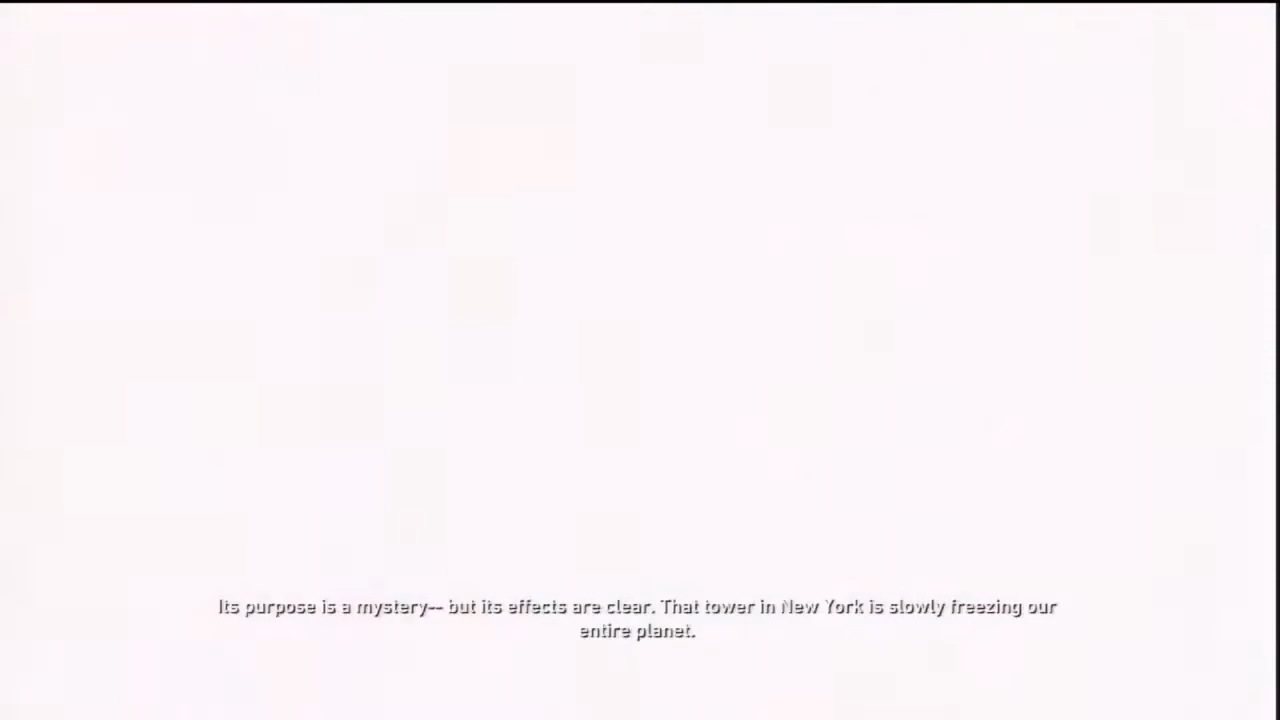 Its purpose is a mystery-- but its effects are clear. That tower in New York is slowly freezing our
entire planet.